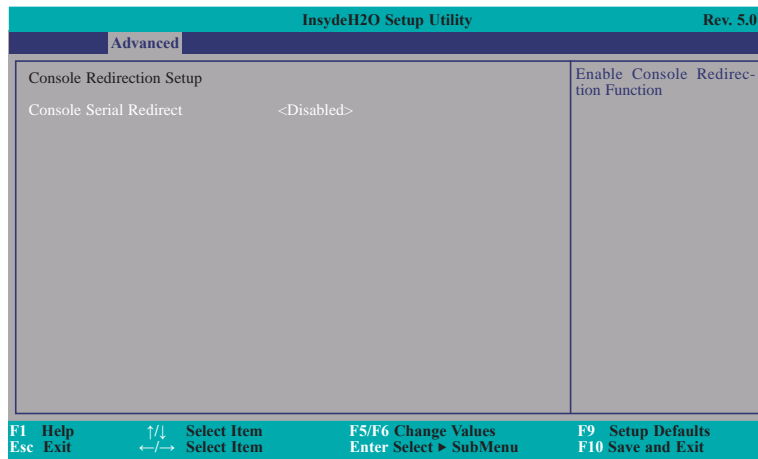 InsydeH2O Setup Utility Rev. 5.0
Advanced
Console Redirection Setup
Console Serial Redirect <Disabled>
Enable Console Redirec-
tion Function
F1 Help ↑/↓ Select Item F5/F6 Change Values F9 Setup Defaults
Esc Exit ←/→ Select Item Enter Select ► SubMenu F10 Save and Exit